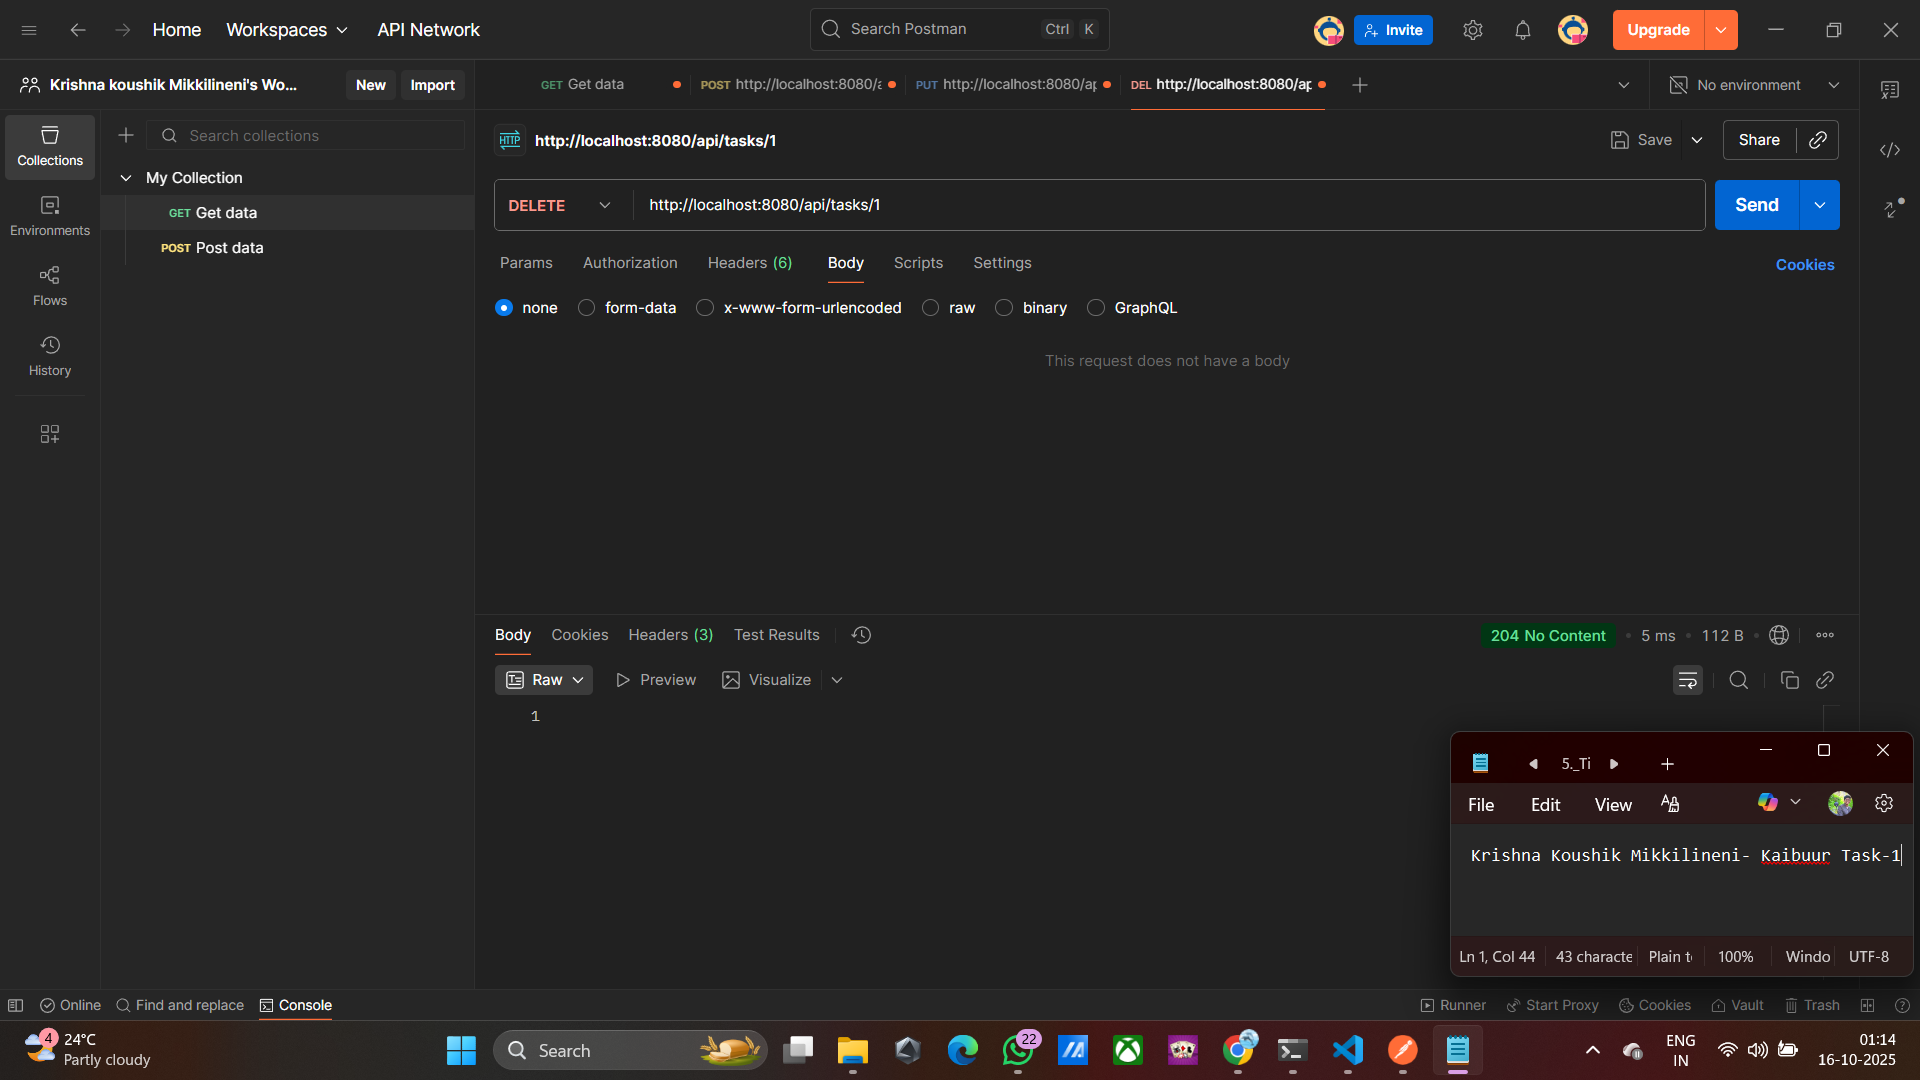 Home Workspaces API Network
Search Postman Ctrl K
Invite
Upgrade
Krishna koushik Mikkilineni's Wo... New Import
GET Get data
POST http://localhost:8080/a
PUT http://localhost:8080/ap
DEL http://localhost:8080/ap
No environment
Collections
Environments
Flows
History
Search collections
My Collection
GET Get data
POST Post data
HTTP http://localhost:8080/api/tasks/1
Save Share
DELETE http://localhost:8080/api/tasks/1
Send
Params Authorization Headers (6) Body Scripts Settings
Cookies
none form-data x-www-form-urlencoded raw binary GraphQL
This request does not have a body
Body Cookies Headers (3) Test Results
204 No Content • 5 ms • 112 B •
Raw Preview Visualize
1
5._Ti
File Edit View
Krishna Koushik Mikkilineni- Kaibuur Task-1
Ln 1, Col 44 43 characte Plain t 100% Windo UTF-8
Online Find and replace Console
Runner Start Proxy Cookies Vault Trash
4 24°C
Partly cloudy
Search
22
ENG
IN
01:14
16-10-2025